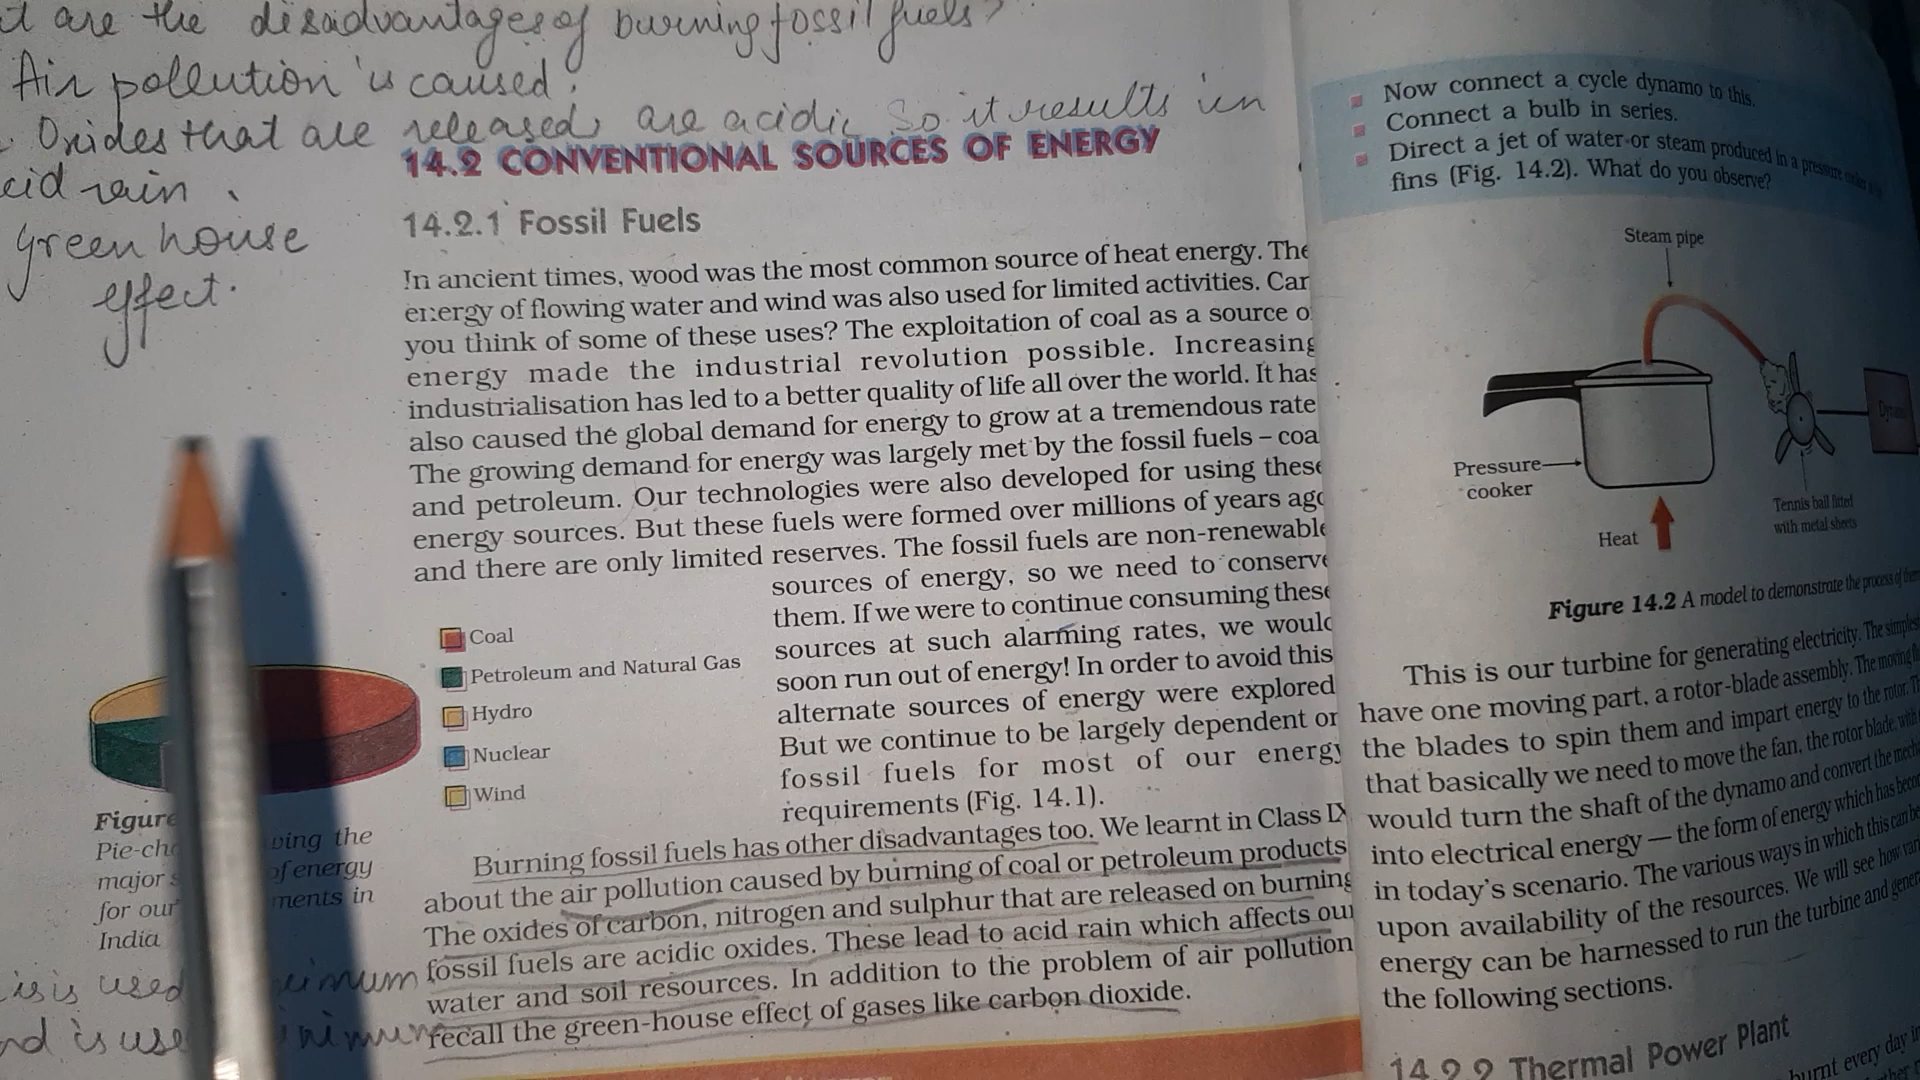 are the disadvantages of burning fossil fuels?
Air pollution is caused.
Oxides that are released, are acidic so it results in
rain.
Green house
effect.
14.2 CONVENTIONAL SOURCES OF ENERGY
14.2.1 Fossil Fuels
In ancient times, wood was the most common source of heat energy. The
energy of flowing water and wind was also used for limited activities. Can
you think of some of these uses? The exploitation of coal as a source o
energy made the industrial revolution possible. Increasing
industrialisation has led to a better quality of life all over the world. It has
also caused the global demand for energy to grow at a tremendous rate
The growing demand for energy was largely met by the fossil fuels – coa
and petroleum. Our technologies were also developed for using these
energy sources. But these fuels were formed over millions of years ago
and there are only limited reserves. The fossil fuels are non-renewable
sources of energy, so we need to conserve
them. If we were to continue consuming these
sources at such alarming rates, we would
soon run out of energy! In order to avoid this
alternate sources of energy were explored
But we continue to be largely dependent on
fossil fuels for most of our energy
requirements (Fig. 14.1).
Coal
Petroleum and Natural Gas
Hydro
Nuclear
Wind
Figure
Pie-cha wing the
major s of energy
for our ments in
India
Burning fossil fuels has other disadvantages too. We learnt in Class IX
about the air pollution caused by burning of coal or petroleum products
The oxides of carbon, nitrogen and sulphur that are released on burning
fossil fuels are acidic oxides. These lead to acid rain which affects our
water and soil resources. In addition to the problem of air pollution
recall the green-house effect of gases like carbon dioxide.
is used
is use
Now connect a cycle dynamo to this.
Connect a bulb in series.
Direct a jet of water or steam produced in a pressure
fins (Fig. 14.2). What do you observe?
Steam pipe
Pressure
cooker
Heat
Tennis ball fitted
with metal sheets
Figure 14.2 A model to demonstrate the process of
This is our turbine for generating electricity. The simplest
have one moving part, a rotor-blade assembly. The moving
the blades to spin them and impart energy to the rotor.
that basically we need to move the fan, the rotor blade, with
would turn the shaft of the dynamo and convert the
into electrical energy — the form of energy which has
in today's scenario. The various ways in which this can be
upon availability of the resources. We will see how
energy can be harnessed to run the turbine and
the following sections.
14.2.2 Thermal Power Plant
burnt every day